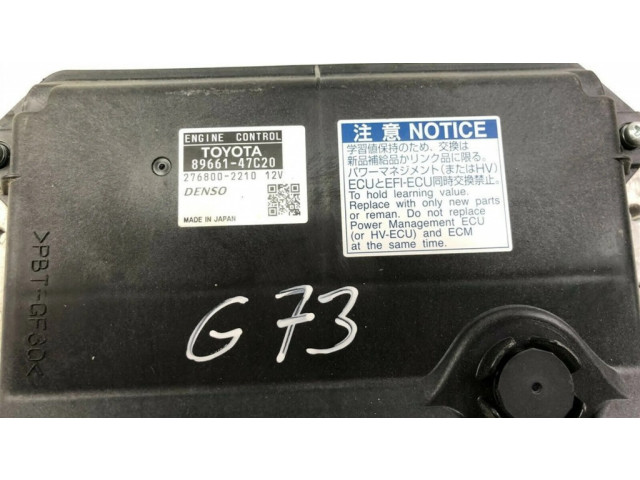 ENGINE CONTROL
TOYOTA
89661-47C20
276800-2210 12V
DENSO
MADE IN JAPAN
注意 NOTICE
学習値保持のため、交換は
新品補給品かリンク品に限る。
パワーマネジメント(またはHV)
ECUとEFI-ECU同時交換禁止。
To hold learning value.
Replace with only new parts
or reman. Do not replace
Power Management ECU
(or HV-ECU) and ECM
at the same time.
>PBT-GF30<
G73